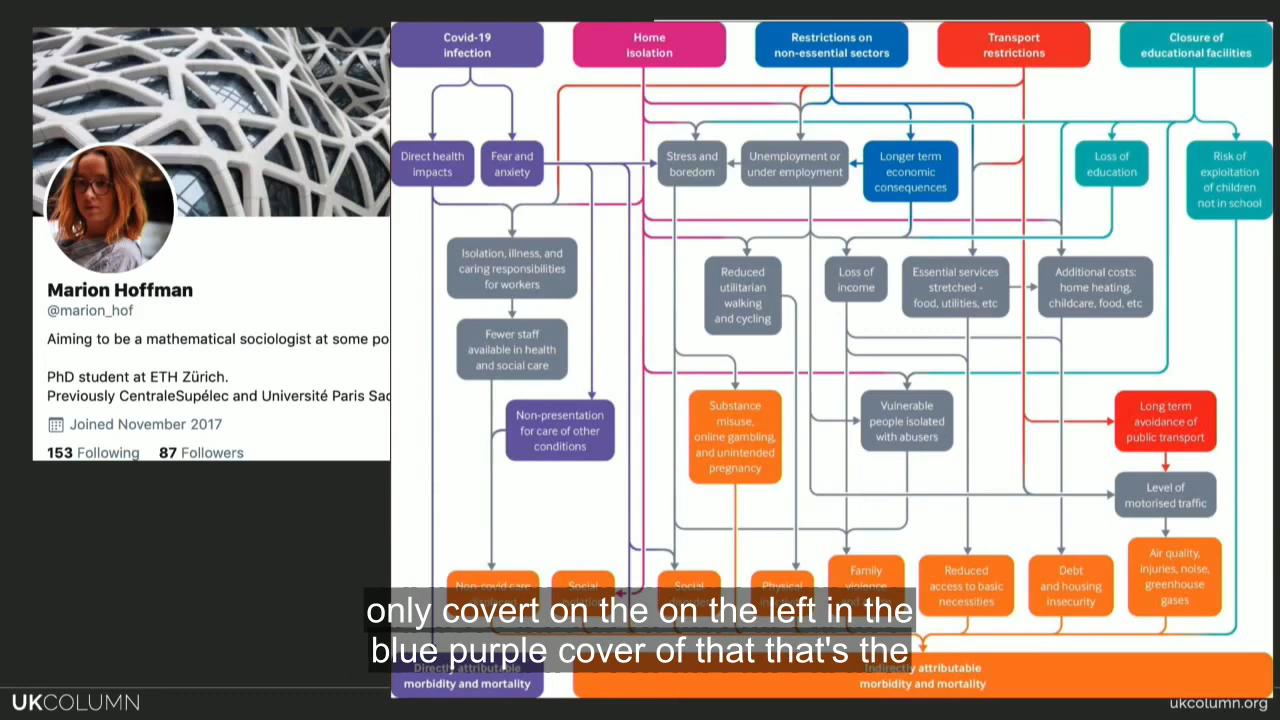 Marion Hoffman
@marion_hof
Aiming to be a mathematical sociologist at some po
PhD student at ETH Zürich.
Previously CentraleSupélec and Université Paris Sac
Joined November 2017
153 Following 87 Followers
Covid-19
infection
Home
isolation
Restrictions on
non-essential sectors
Transport
restrictions
Closure of
educational facilities
Direct health
impacts
Fear and
anxiety
Stress and
boredom
Unemployment or
under employment
Longer term
economic
consequences
Loss of
education
Risk of
exploitation
of children
not in school
Isolation, illness, and
caring responsibilities
for workers
Reduced
utilitarian
walking
and cycling
Loss of
income
Essential services
stretched -
food, utilities, etc
Additional costs:
home heating,
childcare, food, etc
Fewer staff
available in health
and social care
Non-presentation
for care of other
conditions
Substance
misuse,
online gambling,
and unintended
pregnancy
Vulnerable
people isolated
with abusers
Long term
avoidance of
public transport
Level of
motorised traffic
Non-covid care
Social
Social
Physical
Family
violence
Reduced
access to basic
necessities
Debt
and housing
insecurity
Air quality,
injuries, noise,
greenhouse
gases
Directly attributable
morbidity and mortality
Indirectly attributable
morbidity and mortality
only covert on the on the left in the
blue purple cover of that that's the
UKCOLUMN
ukcolumn.org